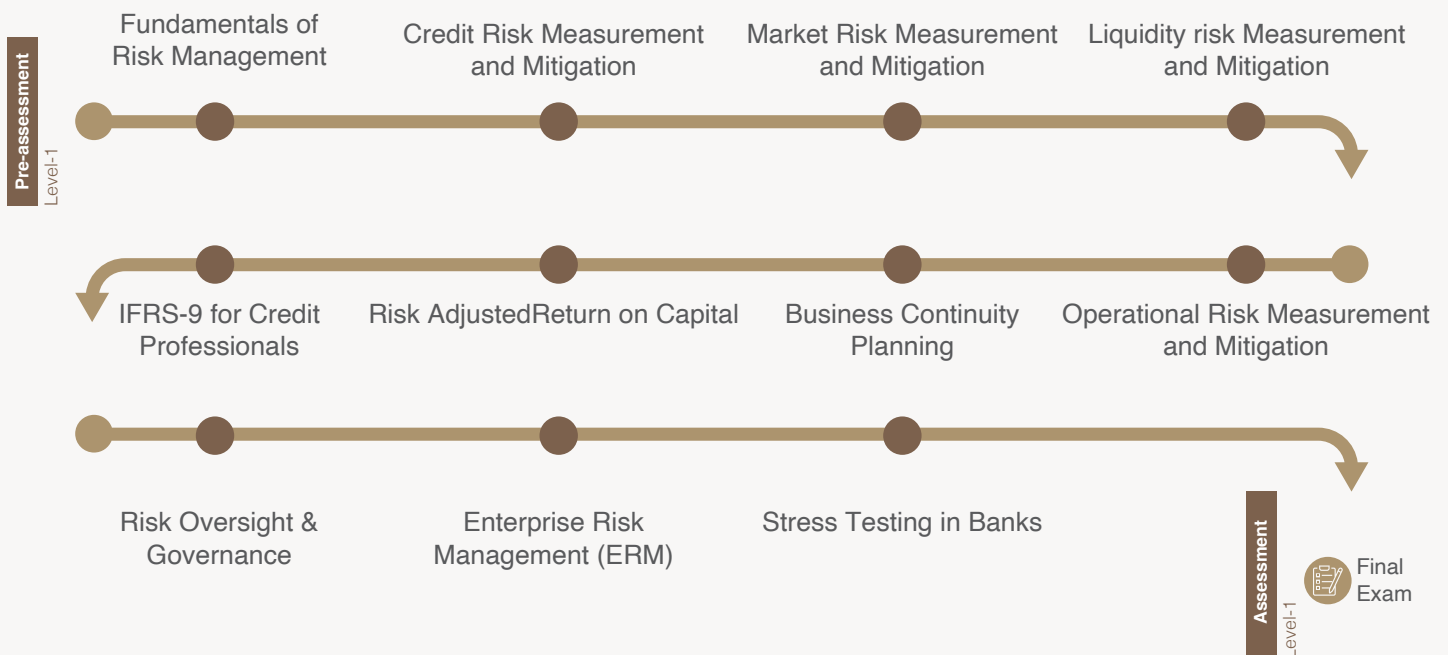 Pre-assessment
Level-1
Fundamentals of
Risk Management
Credit Risk Measurement
and Mitigation
Market Risk Measurement
and Mitigation
Liquidity risk Measurement
and Mitigation
IFRS-9 for Credit
Professionals
Risk AdjustedReturn on Capital
Business Continuity
Planning
Operational Risk Measurement
and Mitigation
Risk Oversight &
Governance
Enterprise Risk
Management (ERM)
Stress Testing in Banks
Assessment
Level-1
Final
Exam